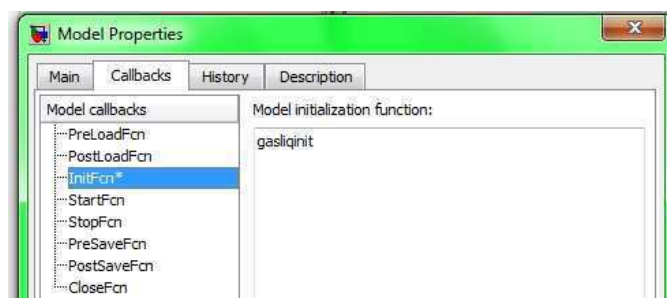 Model Properties
Main Callbacks History Description
Model callbacks
Model initialization function:
PreLoadFcn
PostLoadFcn
InitFcn*
StartFcn
StopFcn
PreSaveFcn
PostSaveFcn
CloseFcn
gasliqinit